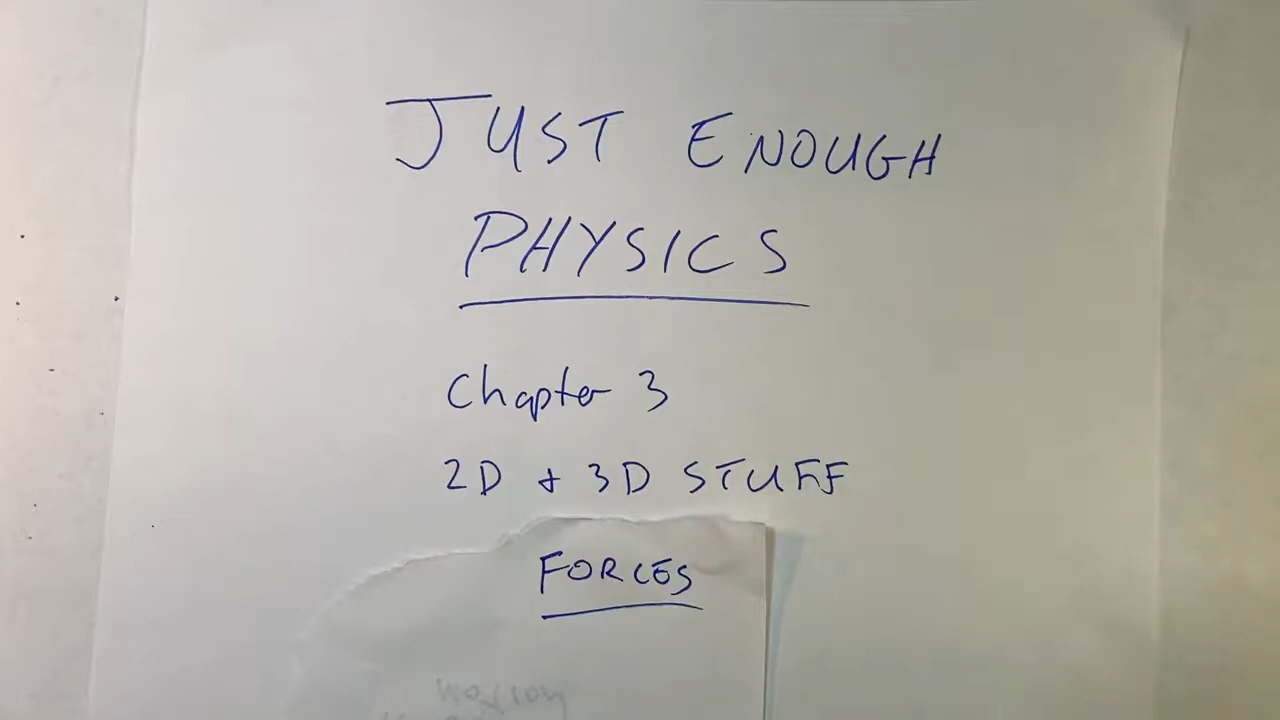 JUST ENOUGH
PHYSICS
Chapter 3
2D + 3D STUFF
FORCES